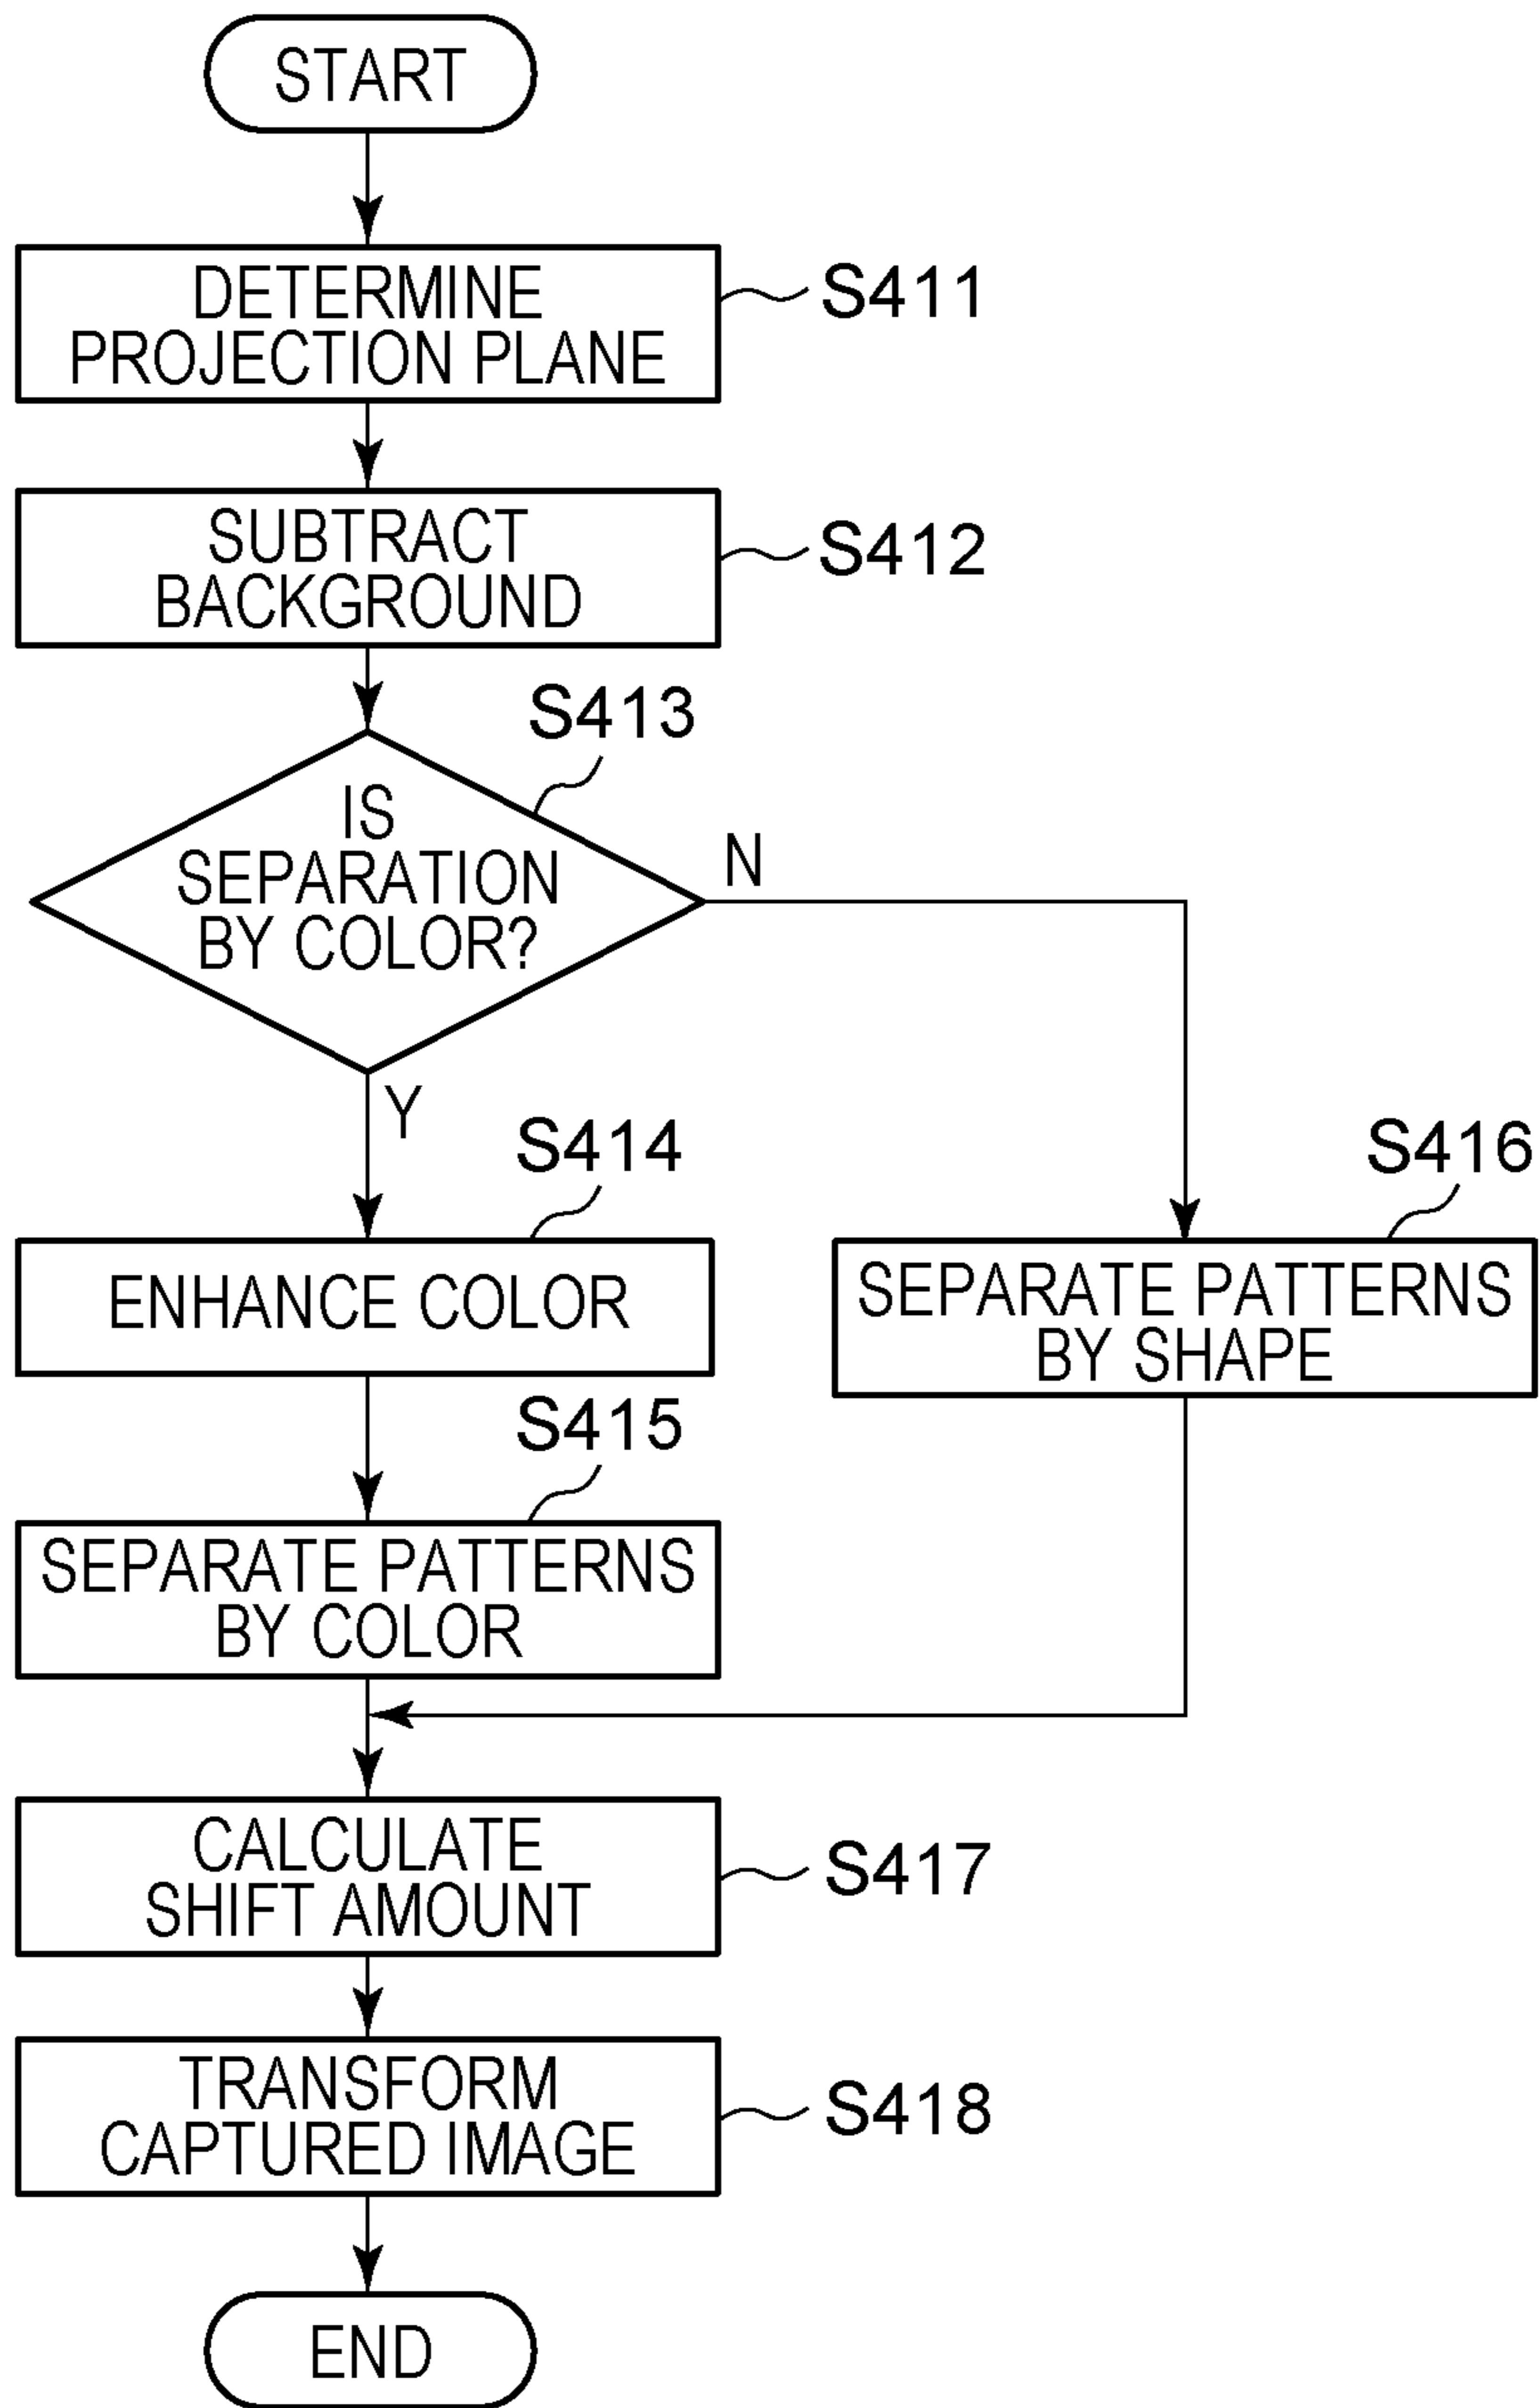 START
DETERMINE
PROJECTION PLANE
S411
SUBTRACT
BACKGROUND
S412
S413
IS
SEPARATION
BY COLOR?
N
Y
S414
ENHANCE COLOR
S416
SEPARATE PATTERNS
BY SHAPE
S415
SEPARATE PATTERNS
BY COLOR
CALCULATE
SHIFT AMOUNT
S417
TRANSFORM
CAPTURED IMAGE
S418
END